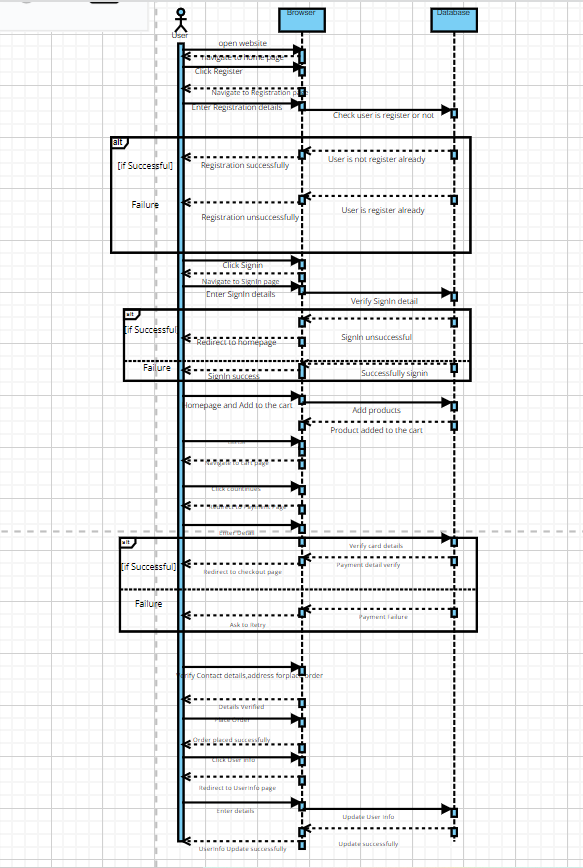 Browser
Database
User
open website
navigate to home page
Click Register
Navigate to Registration page
Enter Registration details
Check user is register or not
alt
User is not register already
[if Successful]
Registration successfully
Failure
User is register already
Registration unsuccessfully
Click Signin
Navigate to SignIn page
Enter SignIn details
Verify SignIn detail
alt
[if Successful
SignIn unsuccessful
Redirect to homepage
Failure
Successfully signin
SignIn success
Homepage and Add to the cart
Add products
Product added to the cart
Navigate to cart page
Click countinues
Enter Detail
alt
Verify card details
[if Successful]
Payment detail verify
Redirect to checkout page
Failure
Payment Failure
Ask to Retry
Verify Contact details,address forplace order
Details Verified
Place Order
Order placed successfully
Click User info
Redirect to UserInfo page
Enter details
Update User Info
Update successfully
UserInfo Update successfully